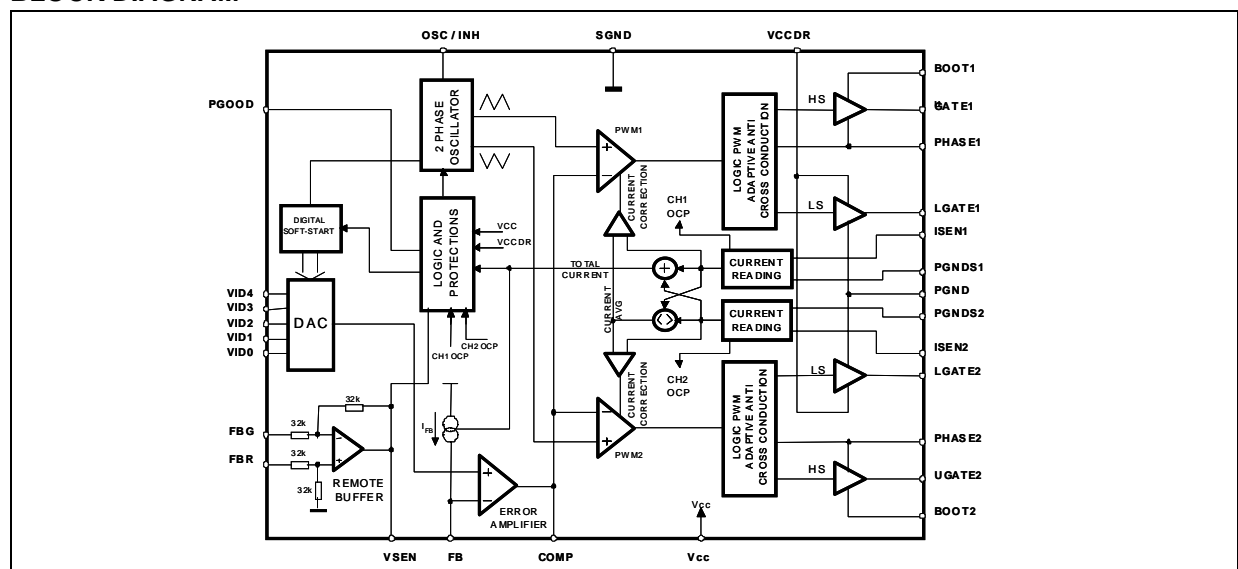 BLOCK DIAGRAM
OSC / INH
SGND
VCCDR
BOOT1
PGOOD
2 PHASE
OSCILLATOR
PWM1
LOGIC PWM
ADAPTIVE ANTI
CROSS CONDUCTION
HS
GATE1
PHASE1
CURRENT
CORRECTION
CH1
OCP
LS
LGATE1
DIGITAL
SOFT-START
LOGIC AND
PROTECTIONS
VCC
VCCDR
ISEN1
TOTAL
CURRENT
+
CURRENT
READING
PGNDS1
PGND
VID4
VID3
VID2
VID1
VID0
DAC
CURRENT
AVG
< >
CURRENT
READING
PGNDS2
CH1 OCP
CH2 OCP
ISEN2
CH2
OCP
LS
LGATE2
CURRENT
CORRECTION
LOGIC PWM
ADAPTIVE ANTI
CROSS CONDUCTION
32k
IFB
FBG
32k
FBR
32k
32k
REMOTE
BUFFER
PWM2
PHASE2
HS
UGATE2
ERROR
AMPLIFIER
Vcc
BOOT2
VSEN
FB
COMP
Vcc